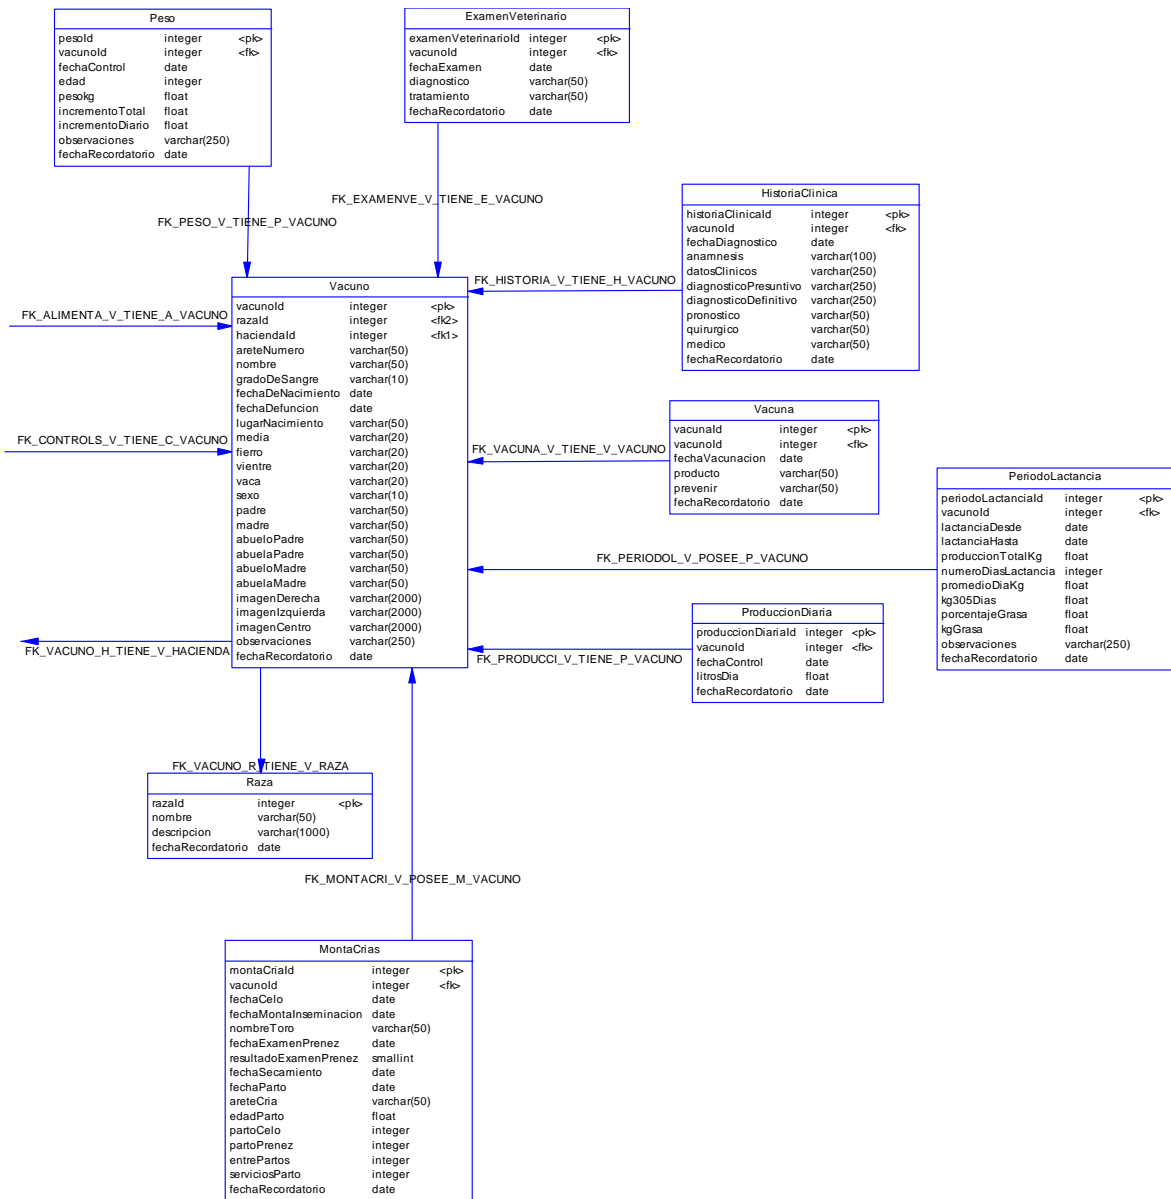 Peso
pesoId integer <pk>
vacunoId integer <fk>
fechaControl date
edad integer
pesokg float
incrementoTotal float
incrementoDiario float
observaciones varchar(250)
fechaRecordatorio date
ExamenVeterinario
examenVeterinarioId integer <pk>
vacunoId integer <fk>
fechaExamen date
diagnostico varchar(50)
tratamiento varchar(50)
fechaRecordatorio date
FK_PESO_V_TIENE_P_VACUNO
FK_EXAMENVE_V_TIENE_E_VACUNO
HistoriaClinica
historiaClinicaId integer <pk>
vacunoId integer <fk>
fechaDiagnostico date
anamnesis varchar(100)
datosClinicos varchar(250)
diagnosticoPresuntivo varchar(250)
diagnosticoDefinitivo varchar(250)
pronostico varchar(50)
quirurgico varchar(50)
medico varchar(50)
fechaRecordatorio date
FK_HISTORIA_V_TIENE_H_VACUNO
FK_ALIMENTA_V_TIENE_A_VACUNO
FK_CONTROLS_V_TIENE_C_VACUNO
FK_VACUNO_H_TIENE_V_HACIENDA
Vacuno
vacunoId integer <pk>
razaId integer <fk2>
haciendaId integer <fk1>
areteNumero varchar(50)
nombre varchar(50)
gradoDeSangre varchar(10)
fechaDeNacimiento date
fechaDefuncion date
lugarNacimiento varchar(50)
media varchar(20)
fierro varchar(20)
vientre varchar(20)
vaca varchar(20)
sexo varchar(10)
padre varchar(50)
madre varchar(50)
abueloPadre varchar(50)
abuelaPadre varchar(50)
abueloMadre varchar(50)
abuelaMadre varchar(50)
imagenDerecha varchar(2000)
imagenIzquierda varchar(2000)
imagenCentro varchar(2000)
observaciones varchar(250)
fechaRecordatorio date
Vacuna
vacunaId integer <pk>
vacunoId integer <fk>
fechaVacunacion date
producto varchar(50)
prevenir varchar(50)
fechaRecordatorio date
FK_VACUNA_V_TIENE_V_VACUNO
PeriodoLactancia
periodoLactanciaId integer <pk>
vacunoId integer <fk>
lactanciaDesde date
lactanciaHasta date
produccionTotalKg float
numeroDiasLactancia integer
promedioDiaKg float
kg305Dias float
porcentajeGrasa float
kgGrasa float
observaciones varchar(250)
fechaRecordatorio date
FK_PERIODOL_V_POSEE_P_VACUNO
ProduccionDiaria
produccionDiariaId integer <pk>
vacunoId integer <fk>
fechaControl date
litrosDia float
fechaRecordatorio date
FK_PRODUCCI_V_TIENE_P_VACUNO
FK_VACUNO_R_TIENE_V_RAZA
Raza
razaId integer <pk>
nombre varchar(50)
descripcion varchar(1000)
fechaRecordatorio date
FK_MONTACRI_V_POSEE_M_VACUNO
MontaCrias
montaCriaId integer <pk>
vacunoId integer <fk>
fechaCelo date
fechaMontaInseminacion date
nombreToro varchar(50)
fechaExamenPrenez date
resultadoExamenPrenez smallint
fechaSecamiento date
fechaParto date
areteCria varchar(50)
edadParto float
partoCelo integer
partoPrenez integer
entrePartos integer
serviciosParto integer
fechaRecordatorio date